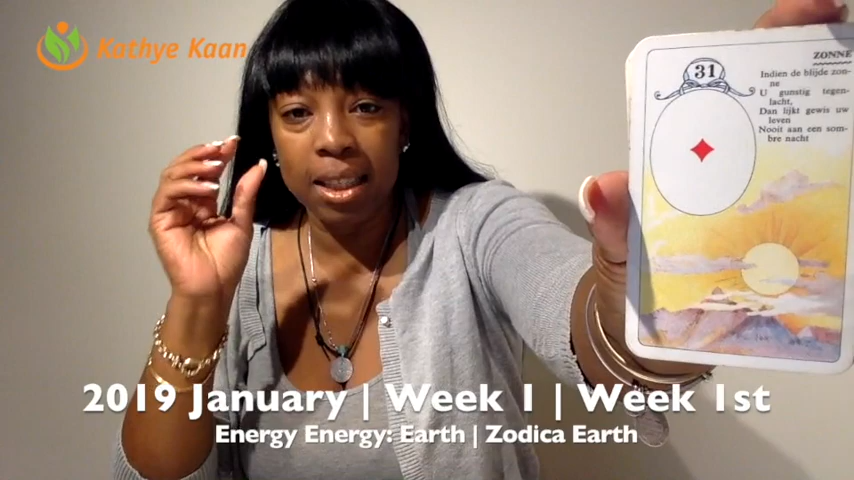 Kathye Kaan
31
ZONNE
Indien de blijde zon-
ne
U gunstig tegen-
lacht,
Dan lijkt gewis uw
leven
Nooit aan een som-
bre nacht
2019 January | Week 1 | Week 1st
Energy Energy: Earth | Zodica Earth